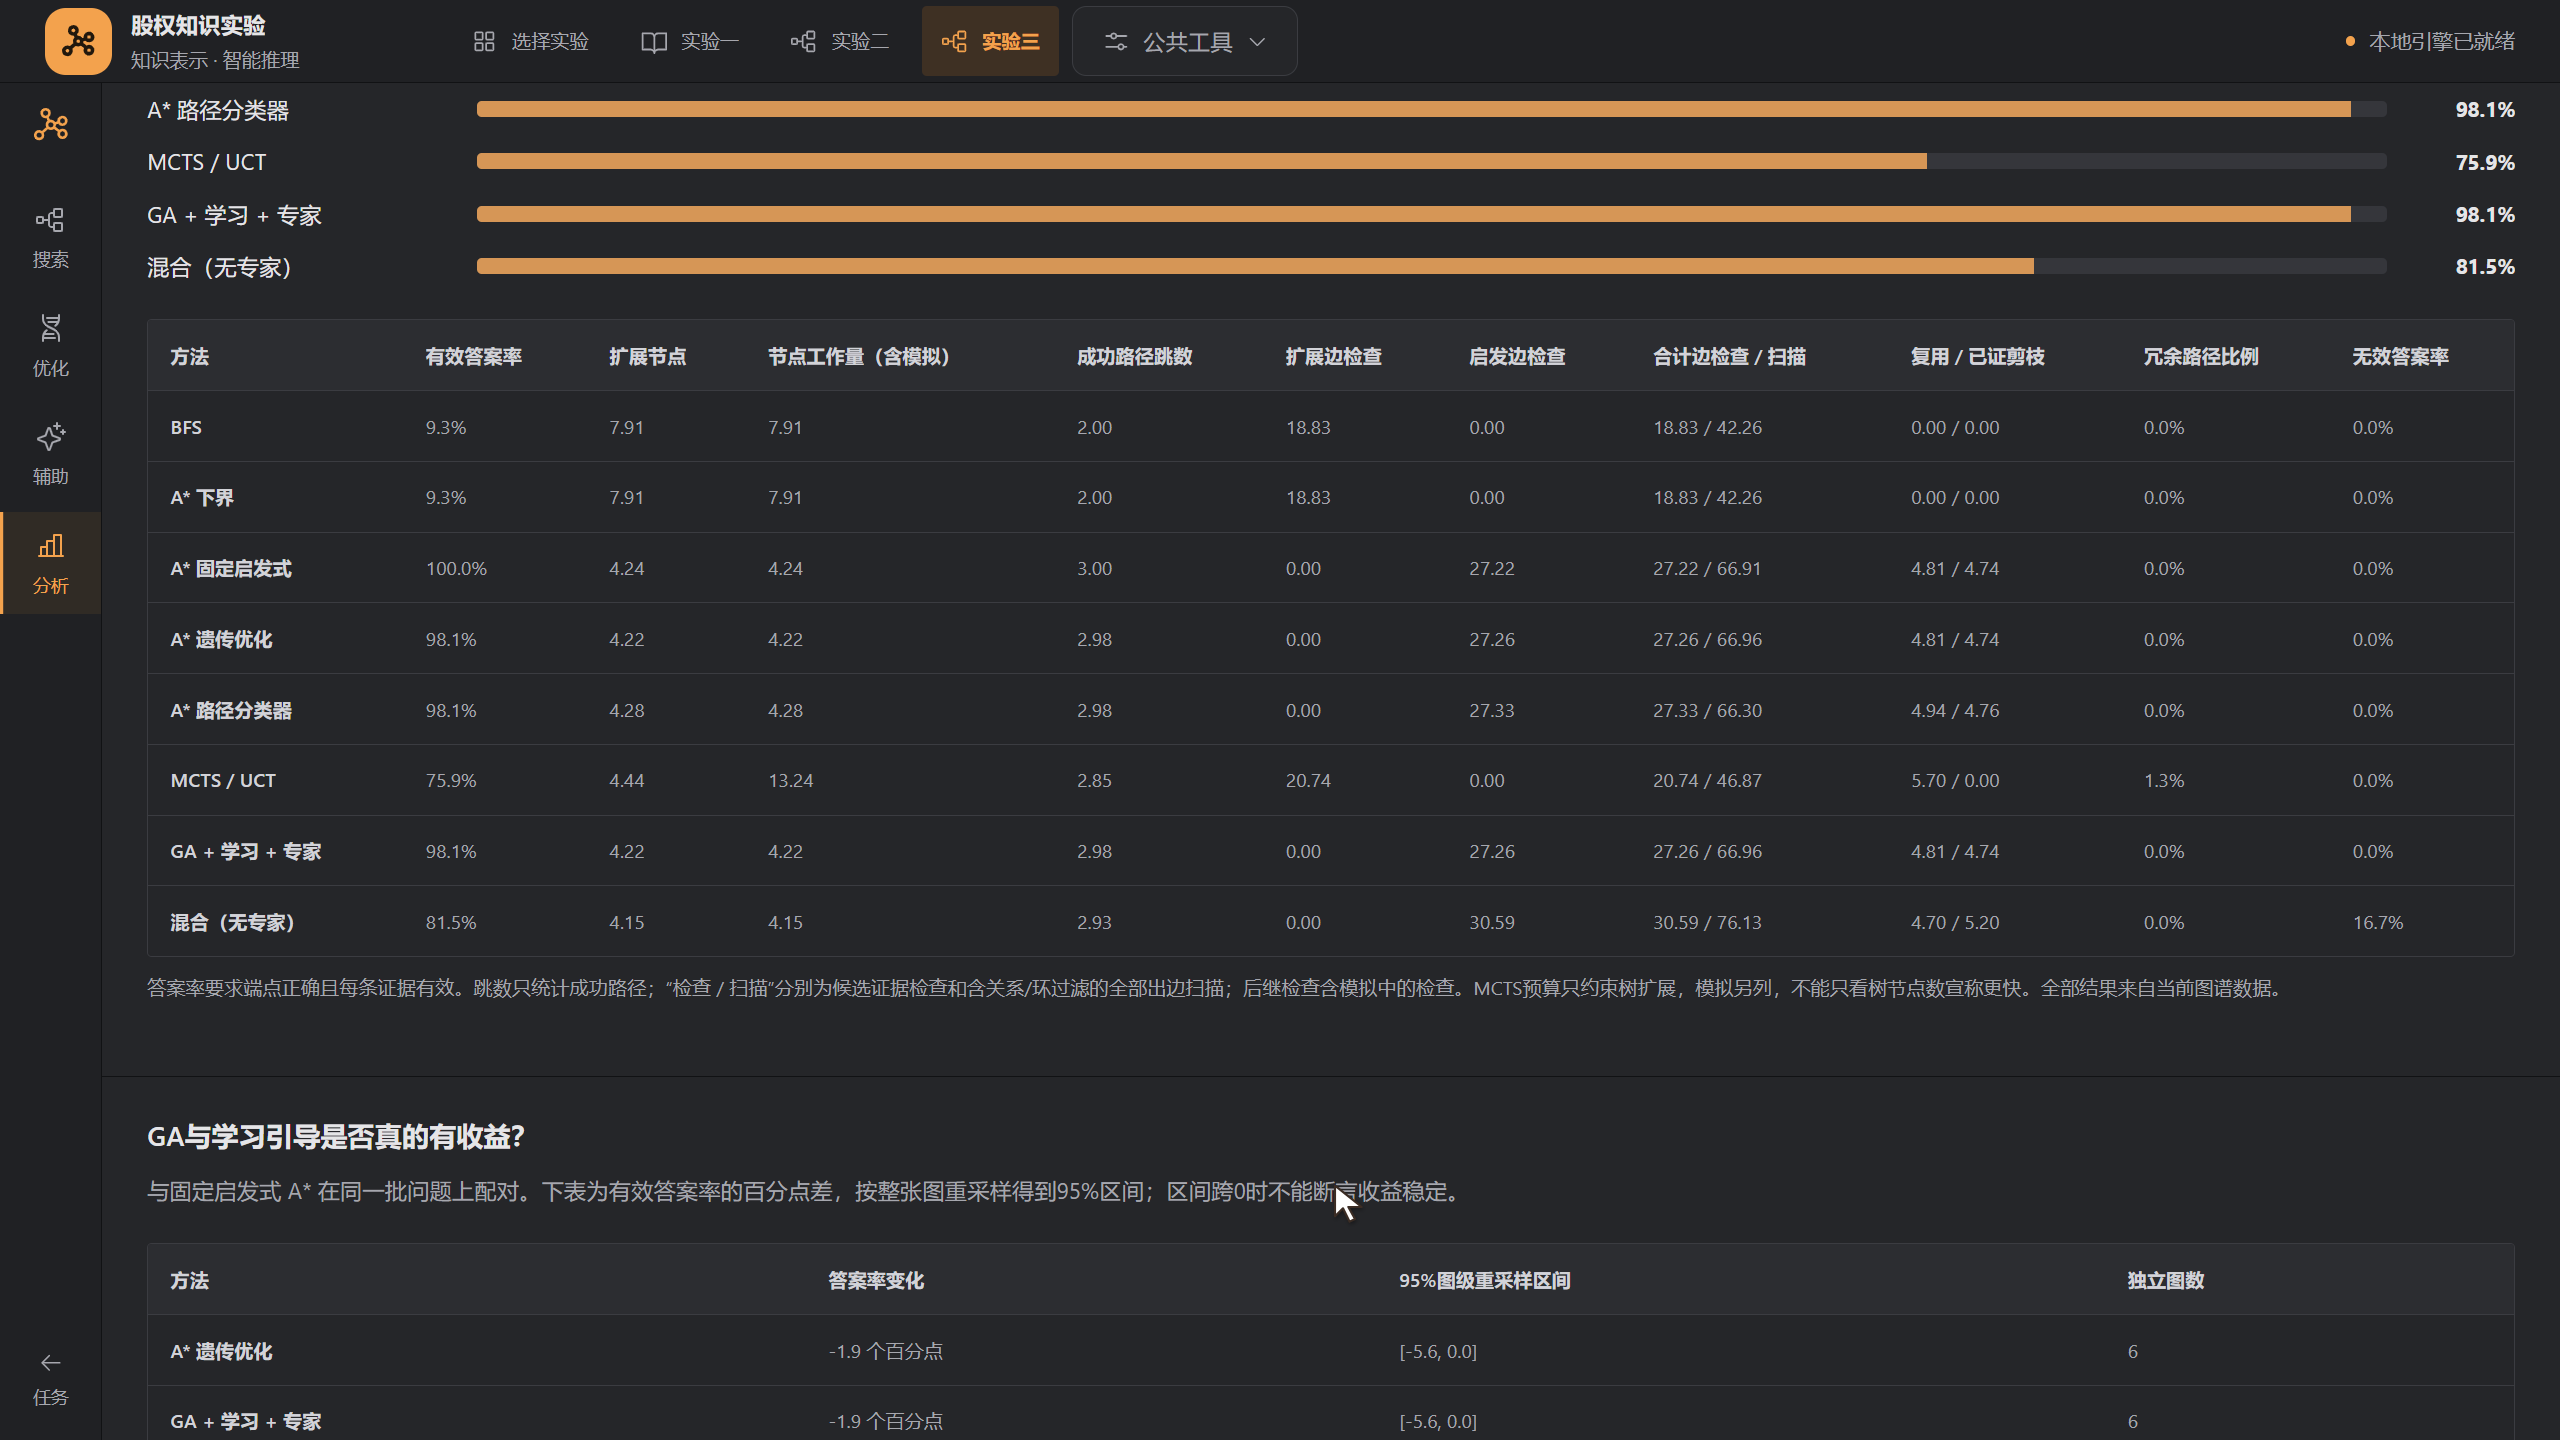 股权知识实验
知识表示 · 智能推理
选择实验
实验一
实验二
实验三
公共工具
本地引擎已就绪
搜索
优化
辅助
分析
任务
A* 路径分类器 98.1%
MCTS / UCT 75.9%
GA + 学习 + 专家 98.1%
混合（无专家） 81.5%
方法 有效答案率 扩展节点 节点工作量（含模拟） 成功路径跳数 扩展边检查 启发边检查 合计边检查 / 扫描 复用 / 已证剪枝 冗余路径比例 无效答案率
BFS 9.3% 7.91 7.91 2.00 18.83 0.00 18.83 / 42.26 0.00 / 0.00 0.0% 0.0%
A* 下界 9.3% 7.91 7.91 2.00 18.83 0.00 18.83 / 42.26 0.00 / 0.00 0.0% 0.0%
A* 固定启发式 100.0% 4.24 4.24 3.00 0.00 27.22 27.22 / 66.91 4.81 / 4.74 0.0% 0.0%
A* 遗传优化 98.1% 4.22 4.22 2.98 0.00 27.26 27.26 / 66.96 4.81 / 4.74 0.0% 0.0%
A* 路径分类器 98.1% 4.28 4.28 2.98 0.00 27.33 27.33 / 66.30 4.94 / 4.76 0.0% 0.0%
MCTS / UCT 75.9% 4.44 13.24 2.85 20.74 0.00 20.74 / 46.87 5.70 / 0.00 1.3% 0.0%
GA + 学习 + 专家 98.1% 4.22 4.22 2.98 0.00 27.26 27.26 / 66.96 4.81 / 4.74 0.0% 0.0%
混合（无专家） 81.5% 4.15 4.15 2.93 0.00 30.59 30.59 / 76.13 4.70 / 5.20 0.0% 16.7%
答案率要求端点正确且每条证据有效。跳数只统计成功路径；“检查 / 扫描”分别为候选证据检查和含关系/环过滤的全部出边扫描；后继检查含模拟中的检查。MCTS预算只约束树扩展，模拟另列，不能只看树节点数宣称更快。全部结果来自当前图谱数据。
GA与学习引导是否真的有收益？
与固定启发式 A* 在同一批问题上配对。下表为有效答案率的百分点差，按整张图重采样得到95%区间；区间跨0时不能断言收益稳定。
方法 答案率变化 95%图级重采样区间 独立图数
A* 遗传优化 -1.9 个百分点 [-5.6, 0.0] 6
GA + 学习 + 专家 -1.9 个百分点 [-5.6, 0.0] 6